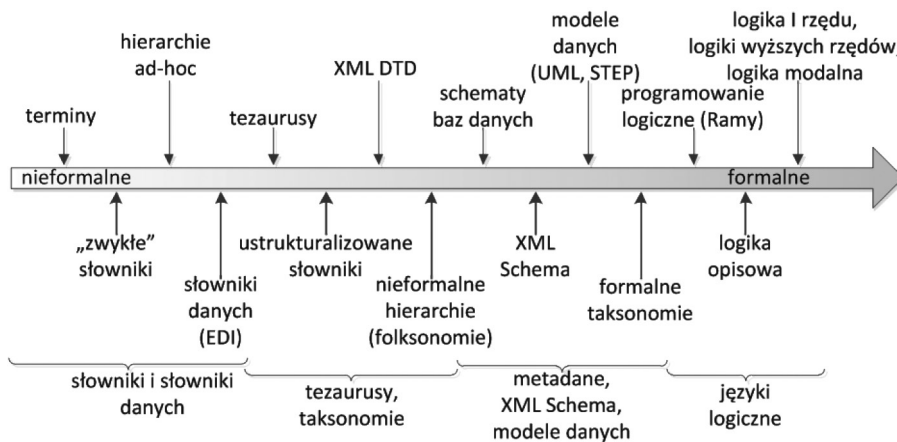 terminy
hierarchie
ad-hoc
tezaurusy
XML DTD
schematy
baz danych
modele
danych
(UML, STEP)
programowanie
logiczne (Ramy)
logika I rzędu,
logiki wyższych rzędów,
logika modalna
nieformalne
formalne
„zwykłe”
słowniki
słowniki
danych
(EDI)
ustrukturalizowane
słowniki
nieformalne
hierarchie
(folksonomie)
XML
Schema
formalne
taksonomie
logika
opisowa
słowniki i słowniki
danych
tezaurusy,
taksonomie
metadane,
XML Schema,
modele danych
języki
logiczne